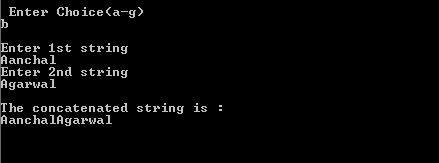 Enter Choice(a-g)
b
Enter 1st string
Aanchal
Enter 2nd string
Agarwal
The concatenated string is :
AanchalAgarwal